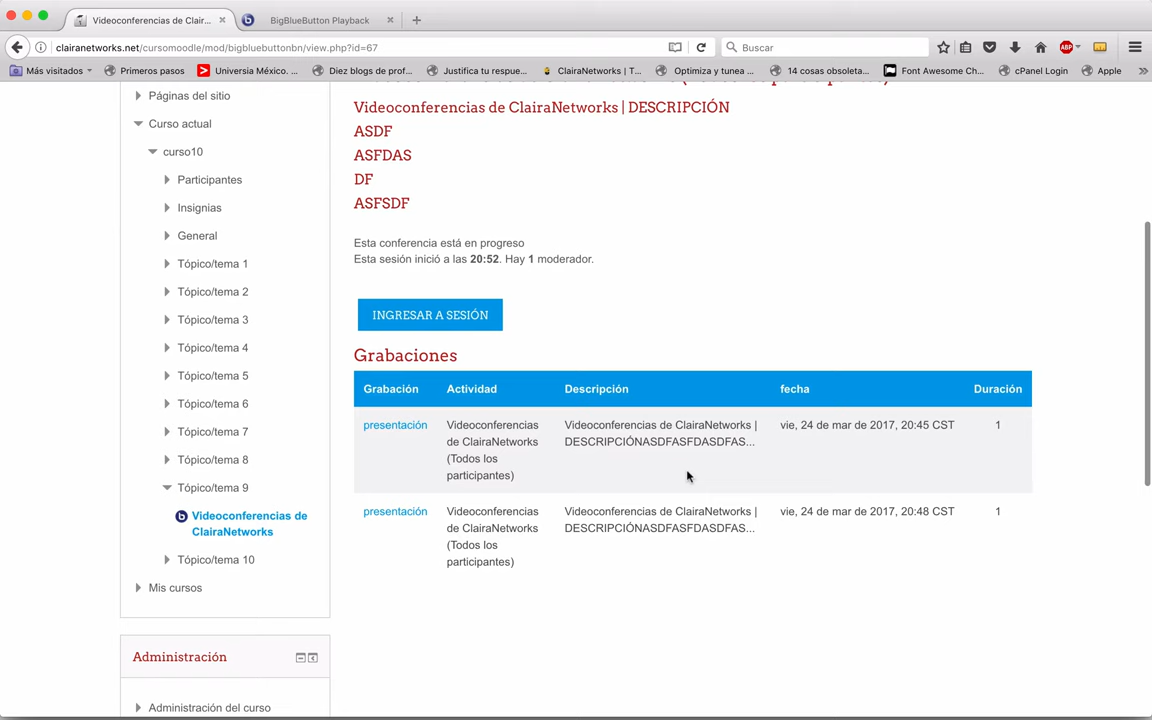 Videoconferencias de Clair...
BigBlueButton Playback
clairanetworks.net/cursomoodle/mod/bigbluebuttonbn/view.php?id=67
Buscar
Más visitados
Primeros pasos
Universia México. ...
Diez blogs de prof...
Justifica tu respue...
ClairaNetworks | T...
Optimiza y tunea ...
14 cosas obsoleta...
Font Awesome Ch...
cPanel Login
Apple
Páginas del sitio
Curso actual
curso10
Participantes
Insignias
General
Tópico/tema 1
Tópico/tema 2
Tópico/tema 3
Tópico/tema 4
Tópico/tema 5
Tópico/tema 6
Tópico/tema 7
Tópico/tema 8
Tópico/tema 9
Videoconferencias de
ClairaNetworks
Tópico/tema 10
Mis cursos
Administración
Administración del curso
Videoconferencias de ClairaNetworks | DESCRIPCIÓN
ASDF
ASFDAS
DF
ASFSDF
Esta conferencia está en progreso
Esta sesión inició a las 20:52. Hay 1 moderador.
INGRESAR A SESIÓN
Grabaciones
Grabación Actividad Descripción fecha Duración
presentación Videoconferencias Videoconferencias de ClairaNetworks | vie, 24 de mar de 2017, 20:45 CST 1
de ClairaNetworks DESCRIPCIÓNASDFASFDASDFAS...
(Todos los
participantes)
presentación Videoconferencias Videoconferencias de ClairaNetworks | vie, 24 de mar de 2017, 20:48 CST 1
de ClairaNetworks DESCRIPCIÓNASDFASFDASDFAS...
(Todos los
participantes)
ABP